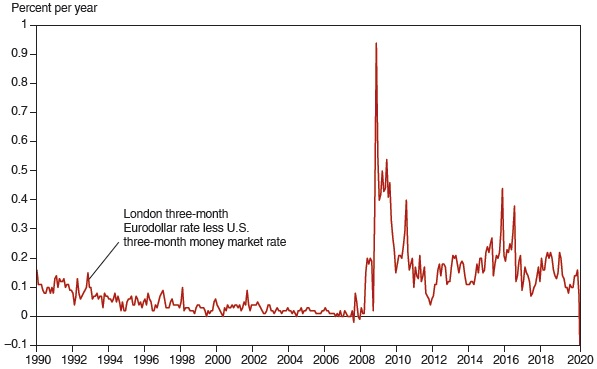 Percent per year
1
0.9
0.8
0.7
0.6
0.5
0.4
0.3
0.2
0.1
0
−0.1
London three-month
Eurodollar rate less U.S.
three-month money market rate
1990 1992 1994 1996 1998 2000 2002 2004 2006 2008 2010 2012 2014 2016 2018 2020